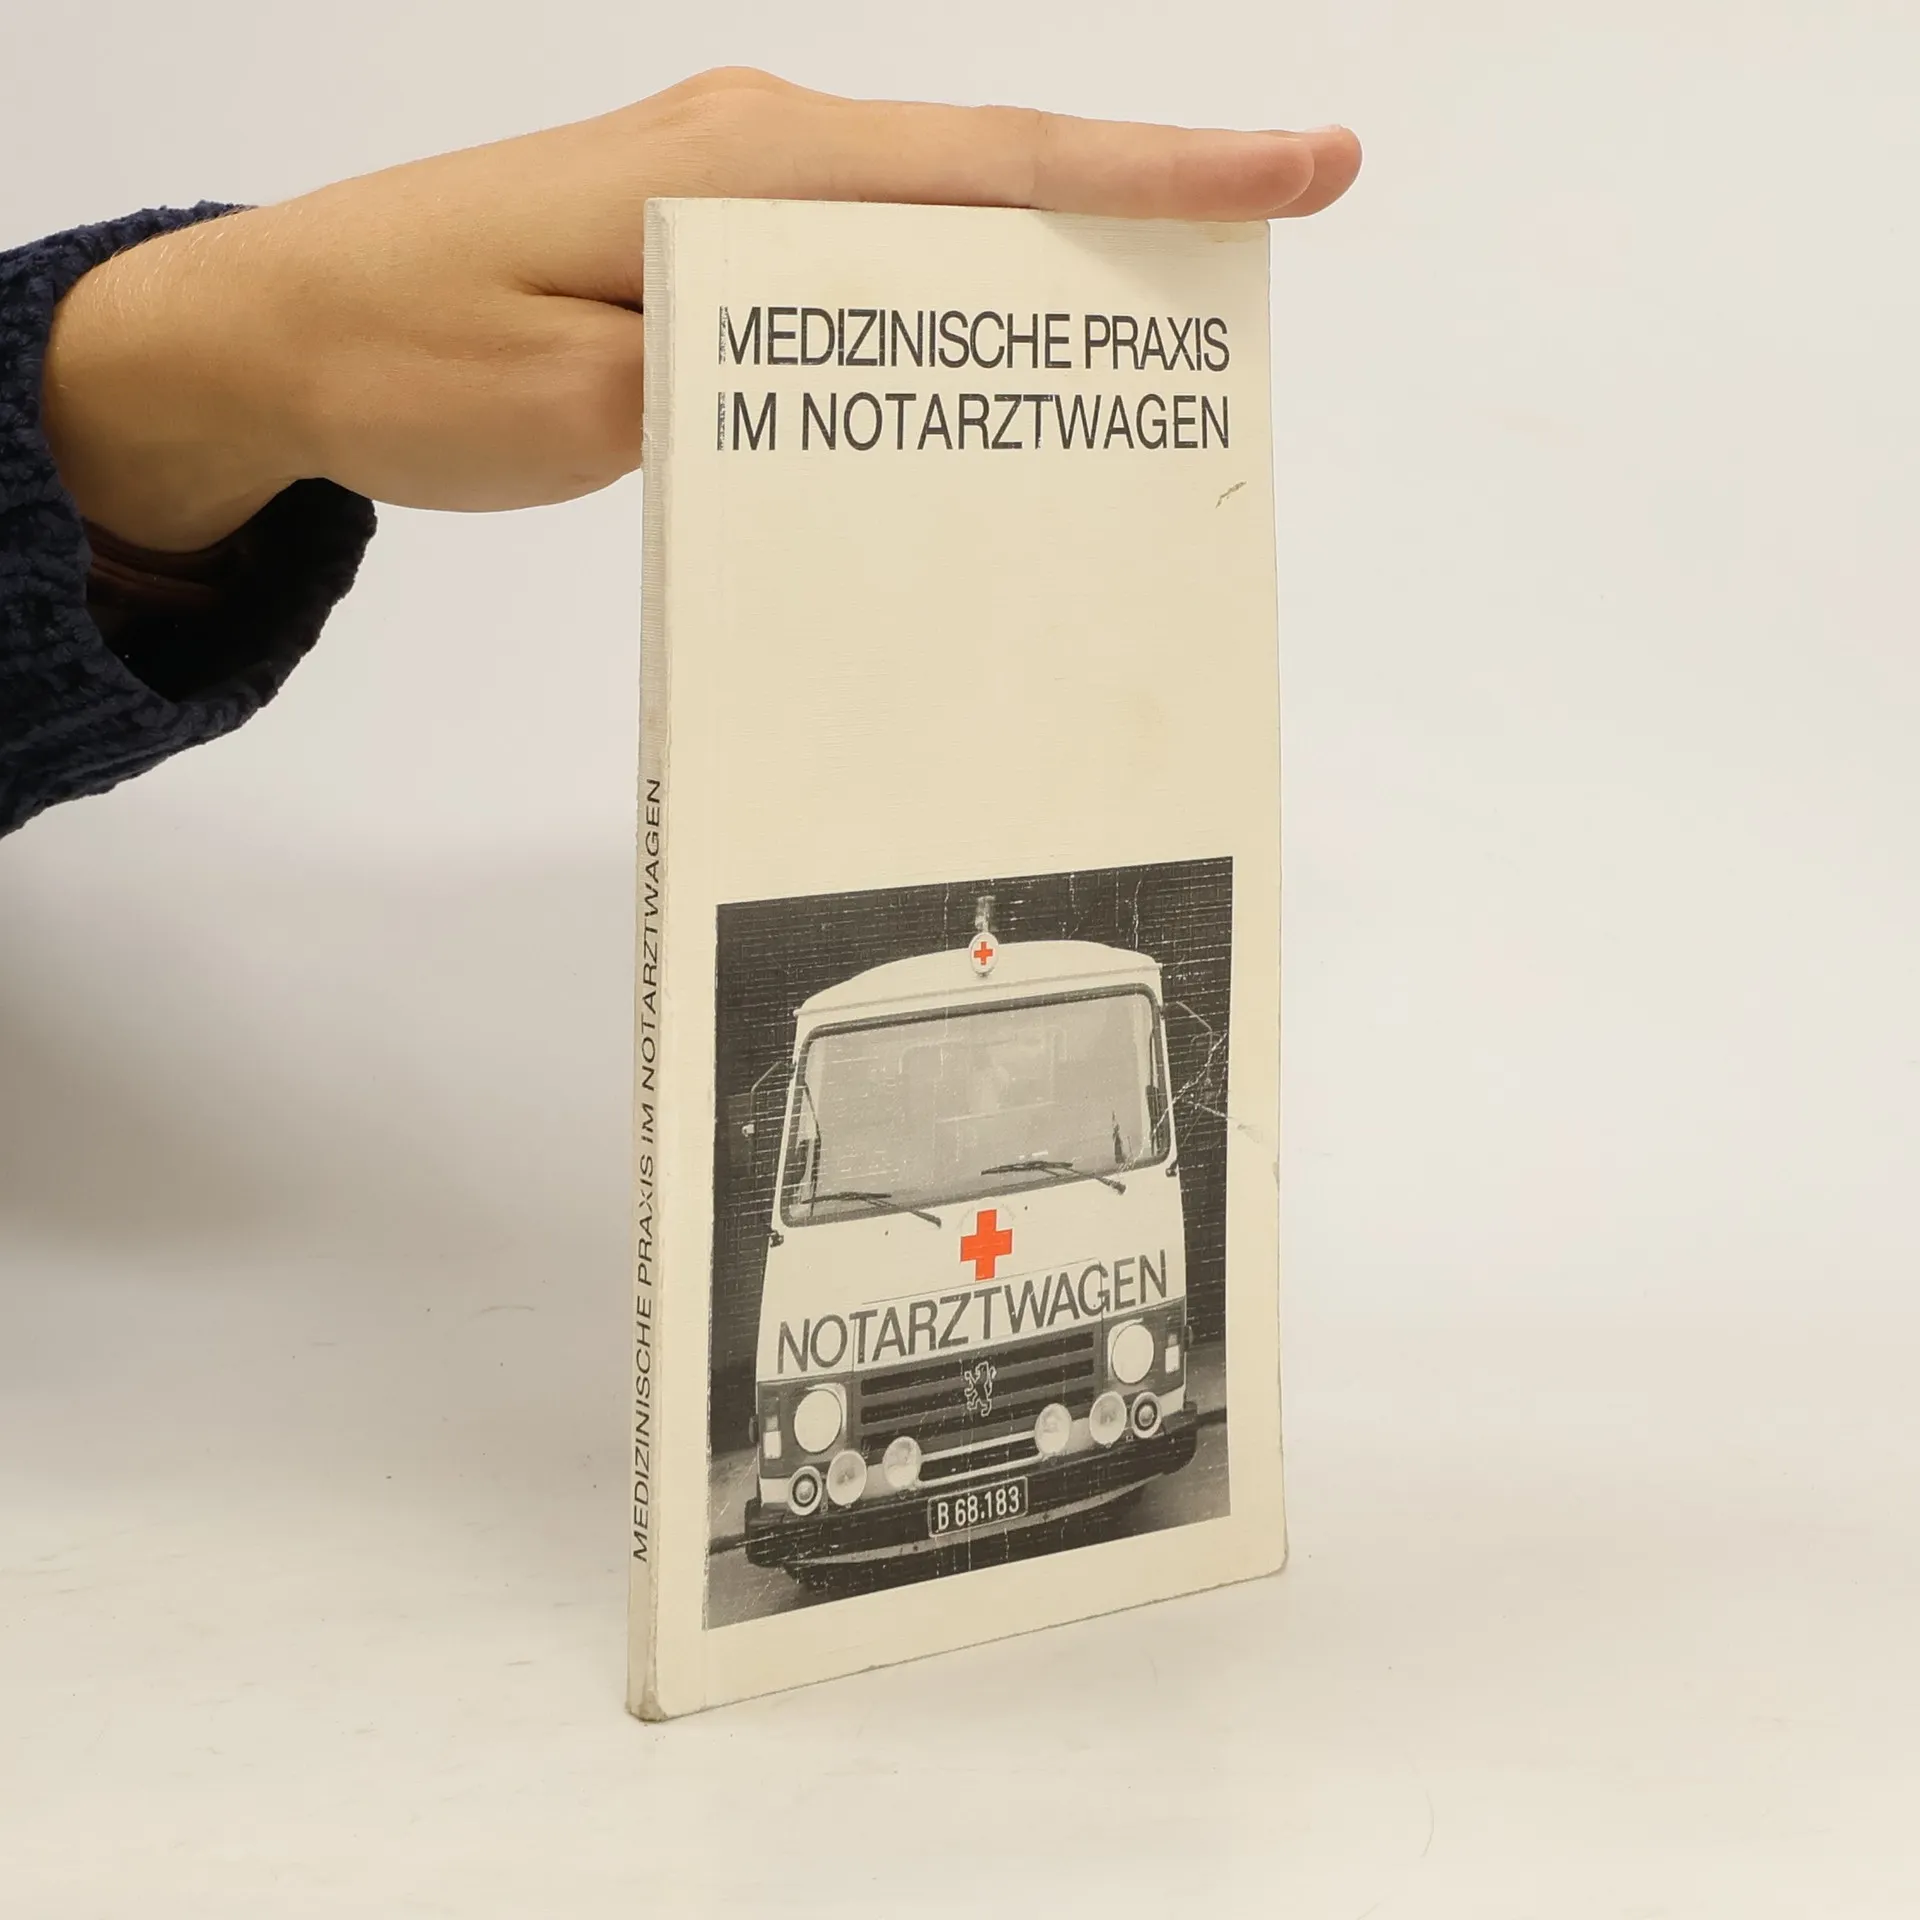 MEDIZINISCHE PRAXIS
IM NOTARZTWAGEN
MEDIZINISCHE PRAXIS IM NOTARZTWAGEN
NOTARZTWAGEN
B 68.183